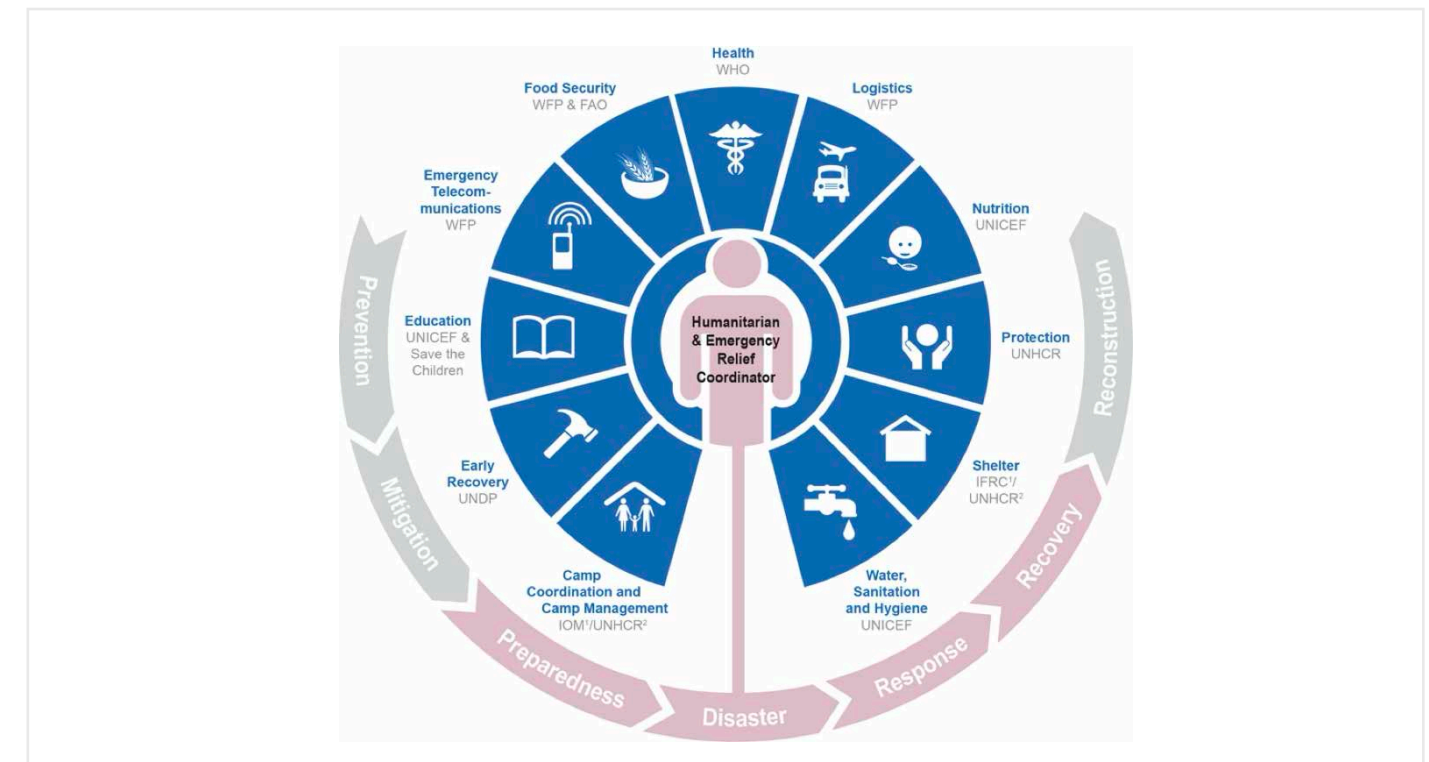 Health
WHO
Logistics
WFP
Nutrition
UNICEF
Protection
UNHCR
Shelter
IFRC¹/
UNHCR²
Water,
Sanitation
and Hygiene
UNICEF
Camp
Coordination and
Camp Management
IOM¹/UNHCR²
Early
Recovery
UNDP
Education
UNICEF &
Save the
Children
Emergency
Telecom-
munications
WFP
Food Security
WFP & FAO
Humanitarian
& Emergency
Relief
Coordinator
Prevention
Mitigation
Preparedness
Disaster
Response
Recovery
Reconstruction